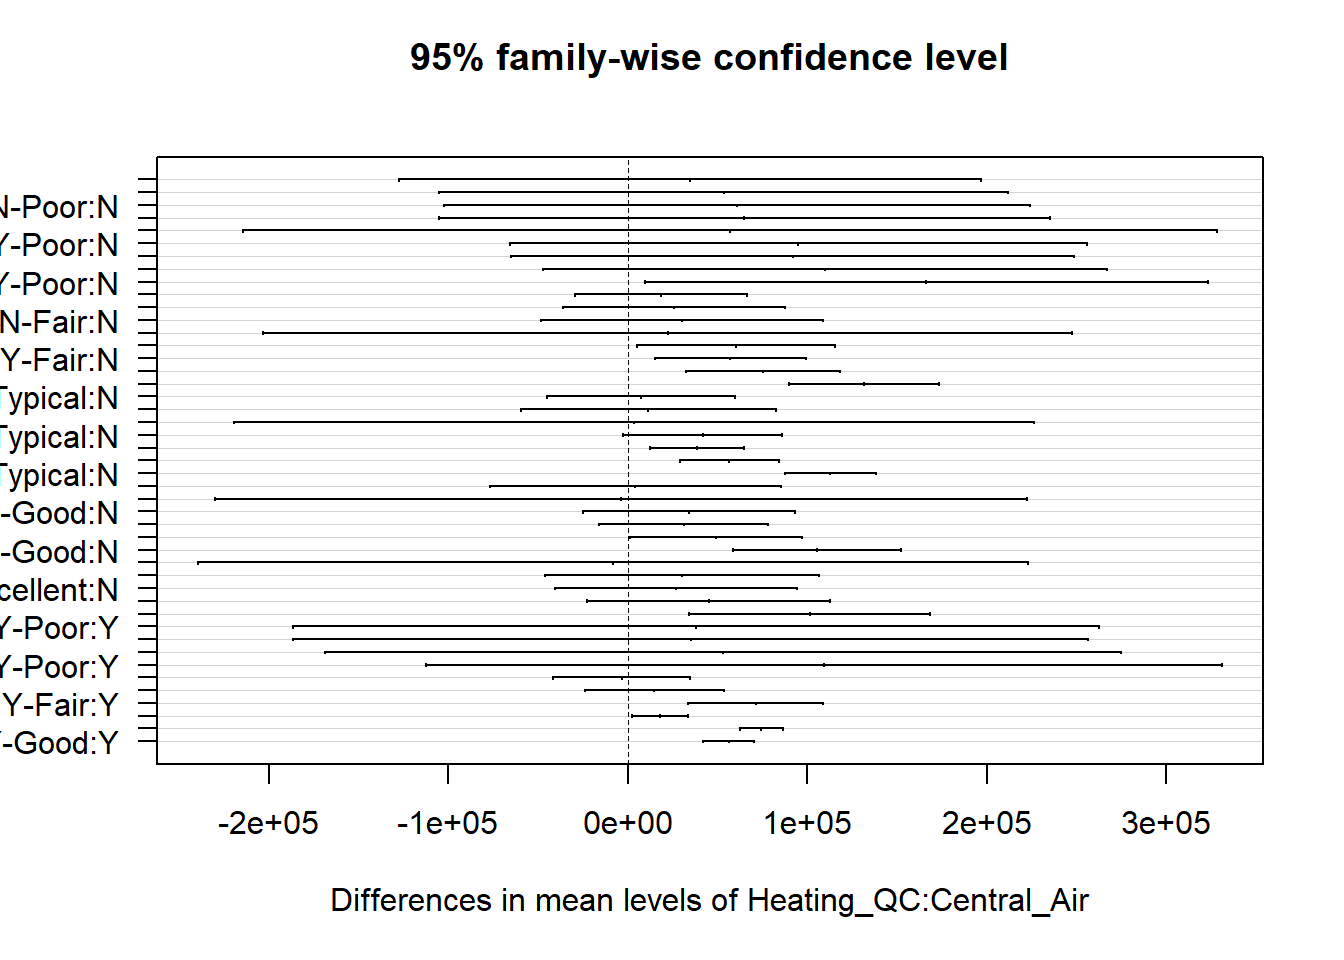 95% family-wise confidence level
N-Poor:N
Y-Poor:N
Y-Poor:N
N-Fair:N
Y-Fair:N
Typical:N
Typical:N
Typical:N
-Good:N
-Good:N
cellent:N
Y-Poor:Y
Y-Poor:Y
Y-Fair:Y
Y-Good:Y
-2e+05 -1e+05 0e+00 1e+05 2e+05 3e+05
Differences in mean levels of Heating_QC:Central_Air